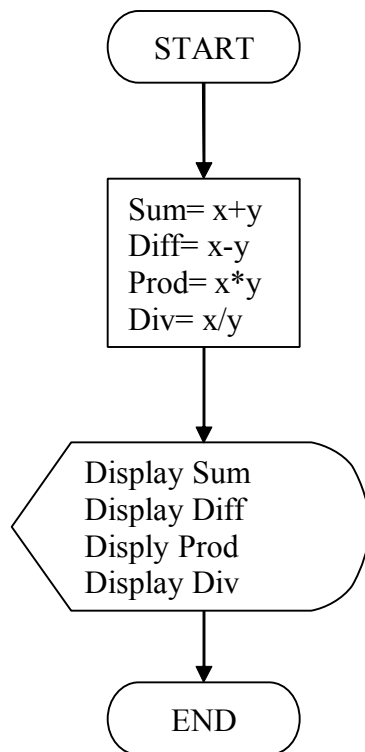 START
Sum= x+y
Diff= x-y
Prod= x*y
Div= x/y
Display Sum
Display Diff
Disply Prod
Display Div
END